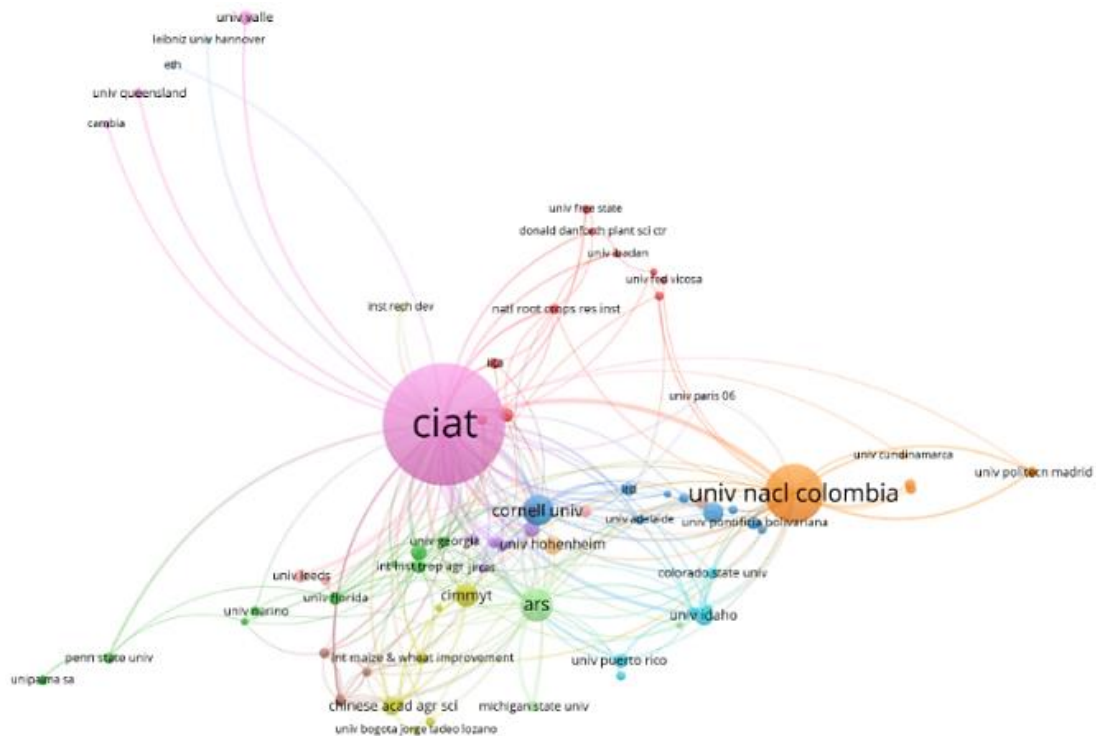 univ valle
leibniz univ hannover
eth
univ queensland
cambia
univ free state
donald danforth plant sci ctr
univ ibadan
univ fed vicosa
inst rech dev
natl root crops res inst
iita
univ paris 06
ciat
univ cundinamarca
univ politecn madrid
univ nacl colombia
cornell univ
univ adelaide
univ pontificia bolivariana
univ georgia
univ hohenheim
int inst trop agr
jircas
colorado state univ
univ leeds
univ florida
cimmyt
ars
univ narino
univ idaho
penn state univ
int maize & wheat improvement
univ puerto rico
unipalma sa
chinese acad agr sci
michigan state univ
univ bogota jorge tadeo lozano